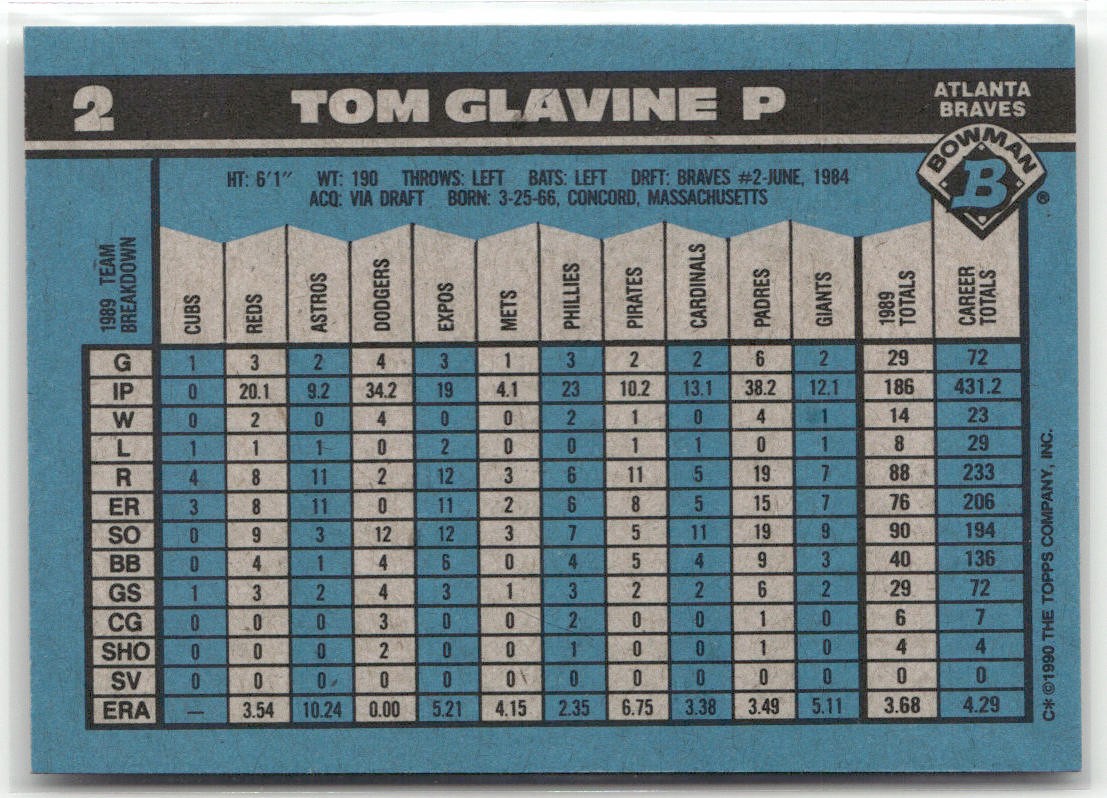 2 TOM GLAVINE P ATLANTA BRAVES
BOWMAN
B
®
HT: 6'1" WT: 190 THROWS: LEFT BATS: LEFT DRFT: BRAVES #2-JUNE, 1984
ACQ: VIA DRAFT BORN: 3-25-66, CONCORD, MASSACHUSETTS
1989 TEAM BREAKDOWN CUBS REDS ASTROS DODGERS EXPOS METS PHILLIES PIRATES CARDINALS PADRES GIANTS 1989 TOTALS CAREER TOTALS
G 1 3 2 4 3 1 3 2 2 6 2 29 72
IP 0 20.1 9.2 34.2 19 4.1 23 10.2 13.1 38.2 12.1 186 431.2
W 0 2 0 4 0 0 2 1 0 4 1 14 23
L 1 1 1 0 2 0 0 1 1 0 1 8 29
R 4 8 11 2 12 3 6 11 5 19 7 88 233
ER 3 8 11 0 11 2 6 8 5 15 7 76 206
SO 0 9 3 12 12 3 7 5 11 19 9 90 194
BB 0 4 1 4 6 0 4 5 4 9 3 40 136
GS 1 3 2 4 3 1 3 2 2 6 2 29 72
CG 0 0 0 3 0 0 2 0 0 1 0 6 7
SHO 0 0 0 2 0 0 1 0 0 1 0 4 4
SV 0 0 0 0 0 0 0 0 0 0 0 0 0
ERA — 3.54 10.24 0.00 5.21 4.15 2.35 6.75 3.38 3.49 5.11 3.68 4.29
C* ©1990 THE TOPPS COMPANY, INC.